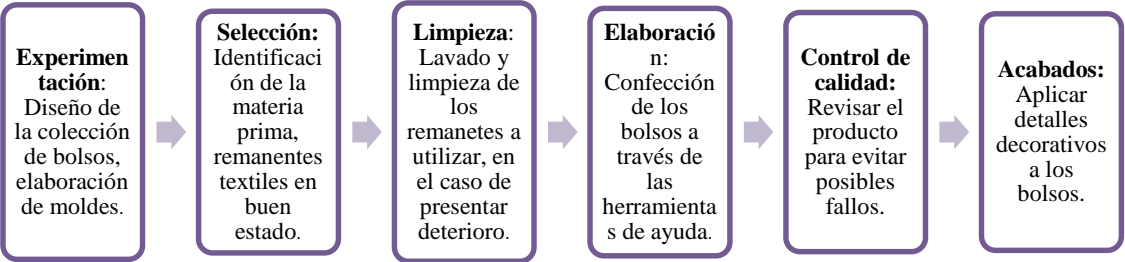 Experimen
tación:
Diseño de
la colección
de bolsos,
elaboración
de moldes.
Selección:
Identificaci
ón de la
materia
prima,
remanentes
textiles en
buen
estado.
Limpieza:
Lavado y
limpieza de
los
remanetes a
utilizar, en
el caso de
presentar
deterioro.
Elaboració
n:
Confección
de los
bolsos a
través de
las
herramienta
s de ayuda.
Control de
calidad:
Revisar el
producto
para evitar
posibles
fallos.
Acabados:
Aplicar
detalles
decorativos
a los
bolsos.